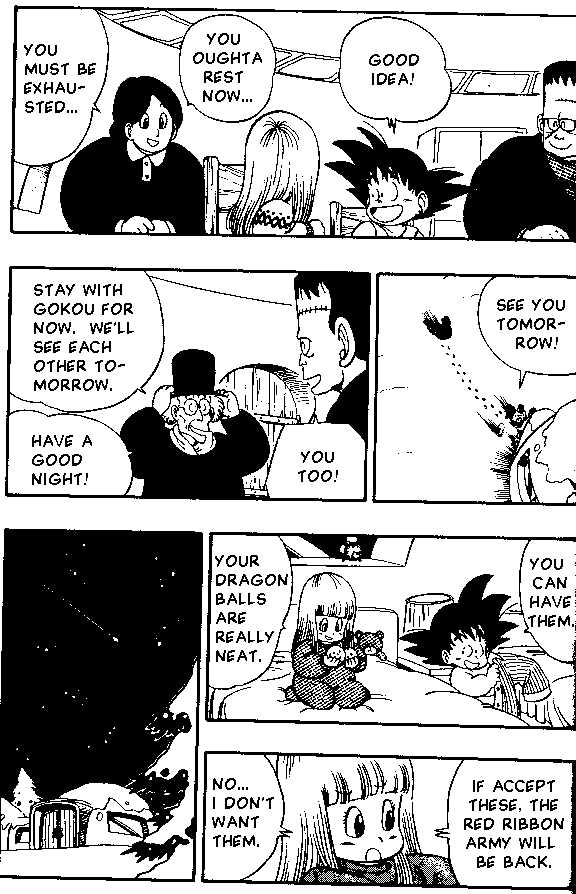 YOU
MUST BE
EXHAU-
STED...
YOU
OUGHTA
REST
NOW...
GOOD
IDEA!
STAY WITH
GOKOU FOR
NOW. WE'LL
SEE EACH
OTHER TO-
MORROW.
HAVE A
GOOD
NIGHT!
YOU
TOO!
SEE YOU
TOMOR-
ROW!
YOUR
DRAGON
BALLS
ARE
REALLY
NEAT.
YOU
CAN
HAVE
THEM.
NO...
I DON'T
WANT
THEM.
IF ACCEPT
THESE, THE
RED RIBBON
ARMY WILL
BE BACK.